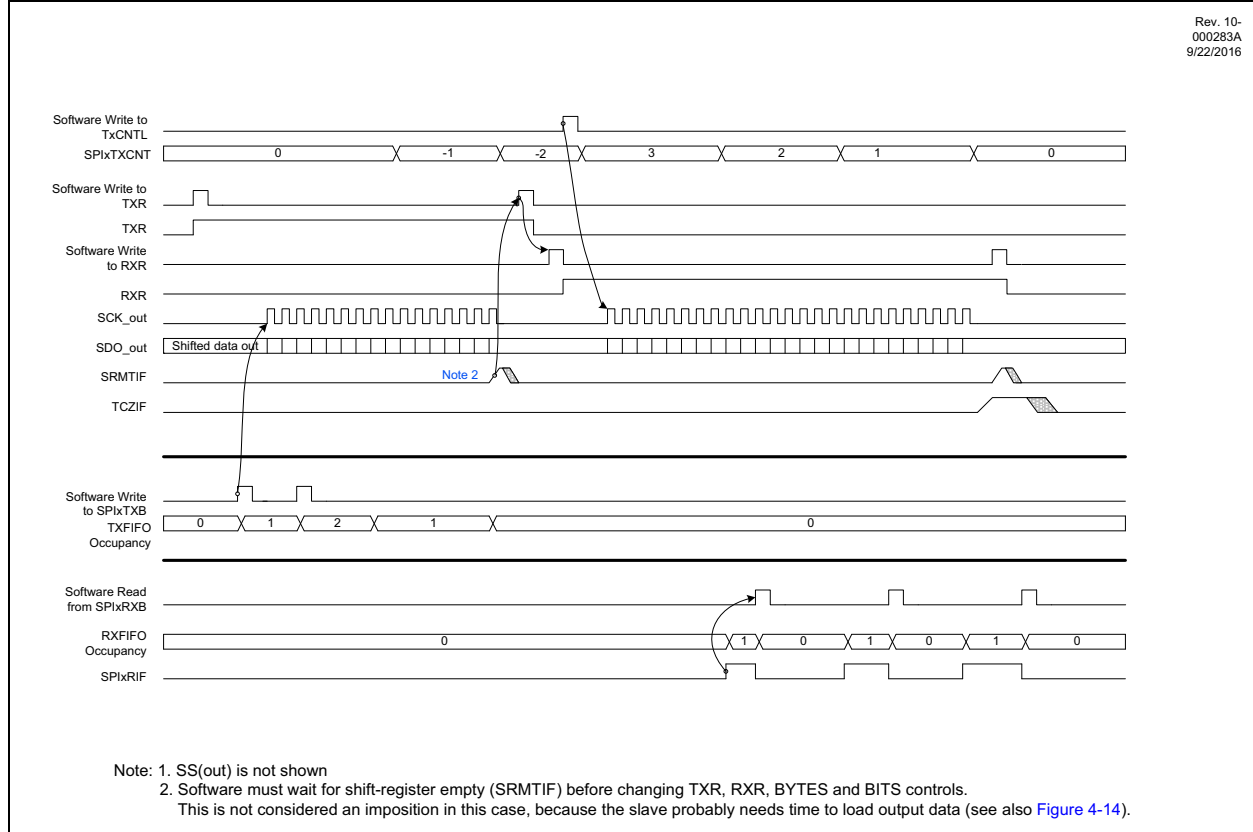 Rev. 10-
000283A
9/22/2016
Software Write to
TxCNTL
SPIxTXCNT 0 -1 -2 3 2 1 0
Software Write to
TXR
TXR
Software Write
to RXR
RXR
SCK_out
SDO_out Shifted data out
SRMTIF Note 2
TCZIF
Software Write
to SPIxTXB
TXFIFO 0 1 2 1 0
Occupancy
Software Read
from SPIxRXB
RXFIFO 0 1 0 1 0 1 0
Occupancy
SPIxRIF
Note: 1. SS(out) is not shown
2. Software must wait for shift-register empty (SRMTIF) before changing TXR, RXR, BYTES and BITS controls.
This is not considered an imposition in this case, because the slave probably needs time to load output data (see also Figure 4-14).